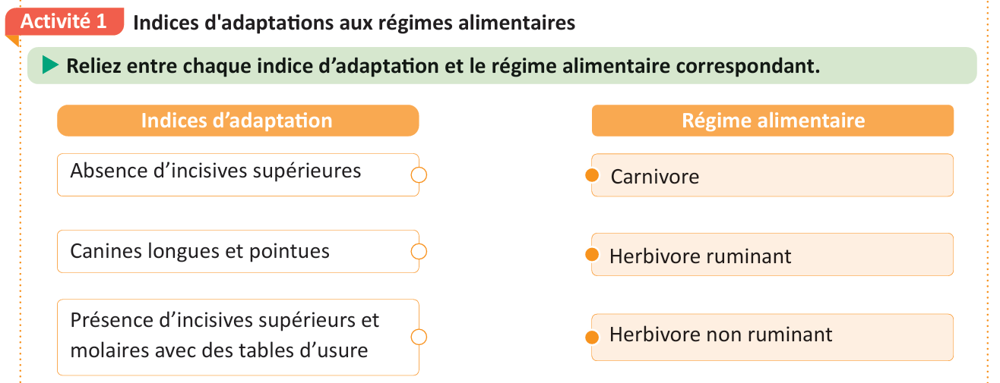 Activité 1
Indices d'adaptations aux régimes alimentaires
Reliez entre chaque indice d’adaptation et le régime alimentaire correspondant.
Indices d’adaptation
Régime alimentaire
Absence d’incisives supérieures
Carnivore
Canines longues et pointues
Herbivore ruminant
Présence d’incisives supérieurs et
molaires avec des tables d’usure
Herbivore non ruminant